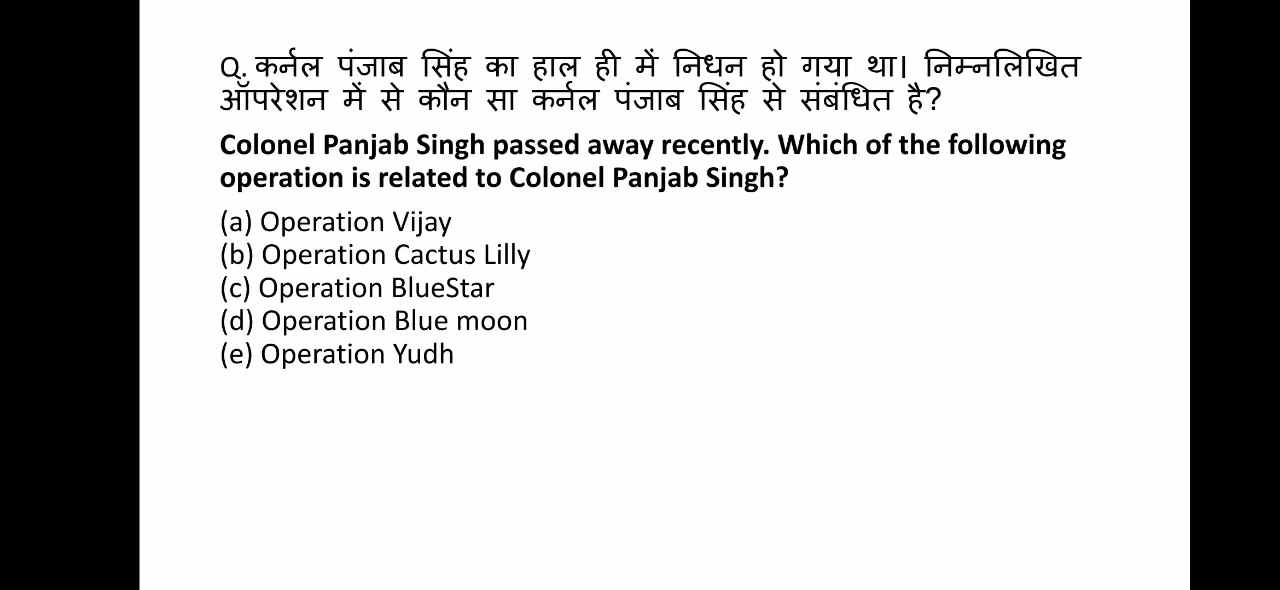 Q. कर्नल पंजाब सिंह का हाल ही में निधन हो गया था। निम्नलिखित
ऑपरेशन में से कौन सा कर्नल पंजाब सिंह से संबंधित है?
Colonel Panjab Singh passed away recently. Which of the following
operation is related to Colonel Panjab Singh?
(a) Operation Vijay
(b) Operation Cactus Lilly
(c) Operation BlueStar
(d) Operation Blue moon
(e) Operation Yudh